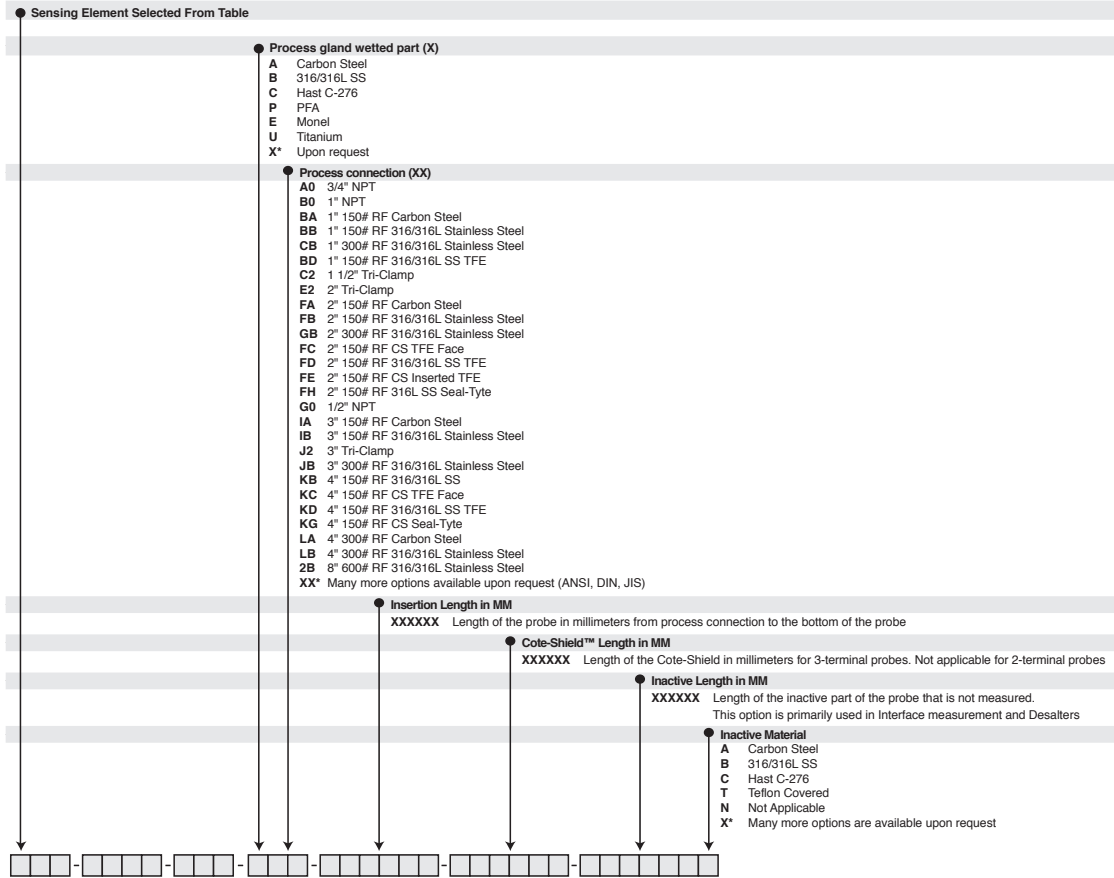 Sensing Element Selected From Table
Process gland wetted part (X)
A Carbon Steel
B 316/316L SS
C Hast C-276
P PFA
E Monel
U Titanium
X* Upon request
Process connection (XX)
A0 3/4" NPT
B0 1" NPT
BA 1" 150# RF Carbon Steel
BB 1" 150# RF 316/316L Stainless Steel
CB 1" 300# RF 316/316L Stainless Steel
BD 1" 150# RF 316/316L SS TFE
C2 1 1/2" Tri-Clamp
E2 2" Tri-Clamp
FA 2" 150# RF Carbon Steel
FB 2" 150# RF 316/316L Stainless Steel
GB 2" 300# RF 316/316L Stainless Steel
FC 2" 150# RF CS TFE Face
FD 2" 150# RF 316/316L SS TFE
FE 2" 150# RF CS Inserted TFE
FH 2" 150# RF 316L SS Seal-Tyte
G0 1/2" NPT
IA 3" 150# RF Carbon Steel
IB 3" 150# RF 316/316L Stainless Steel
J2 3" Tri-Clamp
JB 3" 300# RF 316/316L Stainless Steel
KB 4" 150# RF 316/316L SS
KC 4" 150# RF CS TFE Face
KD 4" 150# RF 316/316L SS TFE
KG 4" 150# RF CS Seal-Tyte
LA 4" 300# RF Carbon Steel
LB 4" 300# RF 316/316L Stainless Steel
2B 8" 600# RF 316/316L Stainless Steel
XX* Many more options available upon request (ANSI, DIN, JIS)
Insertion Length in MM
XXXXXX Length of the probe in millimeters from process connection to the bottom of the probe
Cote-Shield™ Length in MM
XXXXXX Length of the Cote-Shield in millimeters for 3-terminal probes. Not applicable for 2-terminal probes
Inactive Length in MM
XXXXXX Length of the inactive part of the probe that is not measured.
This option is primarily used in Interface measurement and Desalters
Inactive Material
A Carbon Steel
B 316/316L SS
C Hast C-276
T Teflon Covered
N Not Applicable
X* Many more options are available upon request
- - - - - -